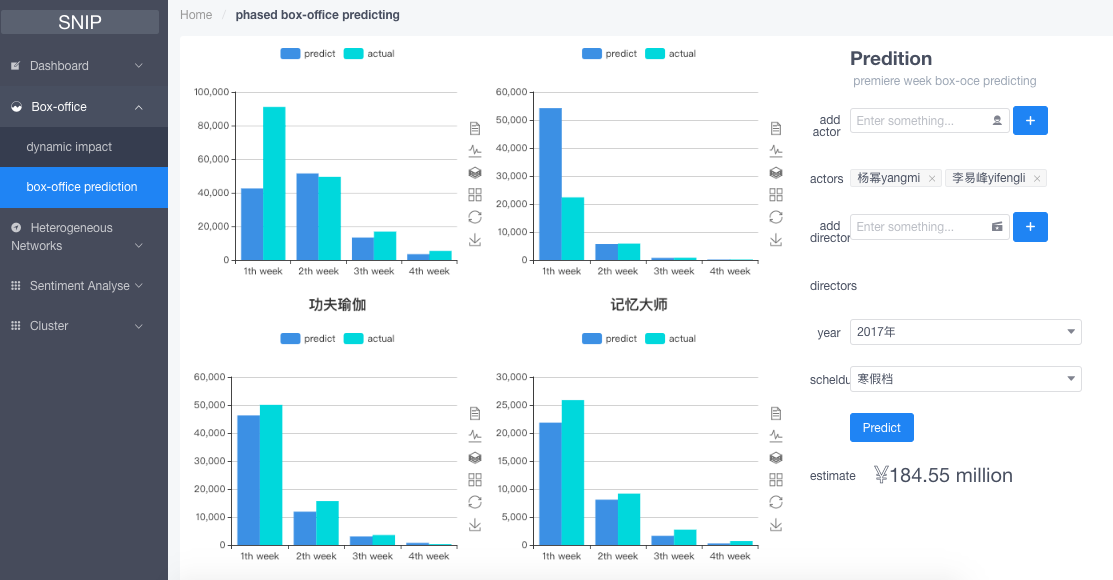 SNIP
Dashboard
Box-office
dynamic impact
box-office prediction
Heterogeneous
Networks
Sentiment Analyse
Cluster
Home / phased box-office predicting
predict actual
100,000
80,000
60,000
40,000
20,000
0
1th week 2th week 3th week 4th week
predict actual
60,000
50,000
40,000
30,000
20,000
10,000
0
1th week 2th week 3th week 4th week
功夫瑜伽
predict actual
60,000
50,000
40,000
30,000
20,000
10,000
0
1th week 2th week 3th week 4th week
记忆大师
predict actual
30,000
25,000
20,000
15,000
10,000
5,000
0
1th week 2th week 3th week 4th week
Predition
premiere week box-oce predicting
add
actor
Enter something...
+
actors 杨幂yangmi × 李易峰yifengli ×
add
director
Enter something...
+
directors
year 2017年
scheldu 寒假档
Predict
estimate ¥184.55 million